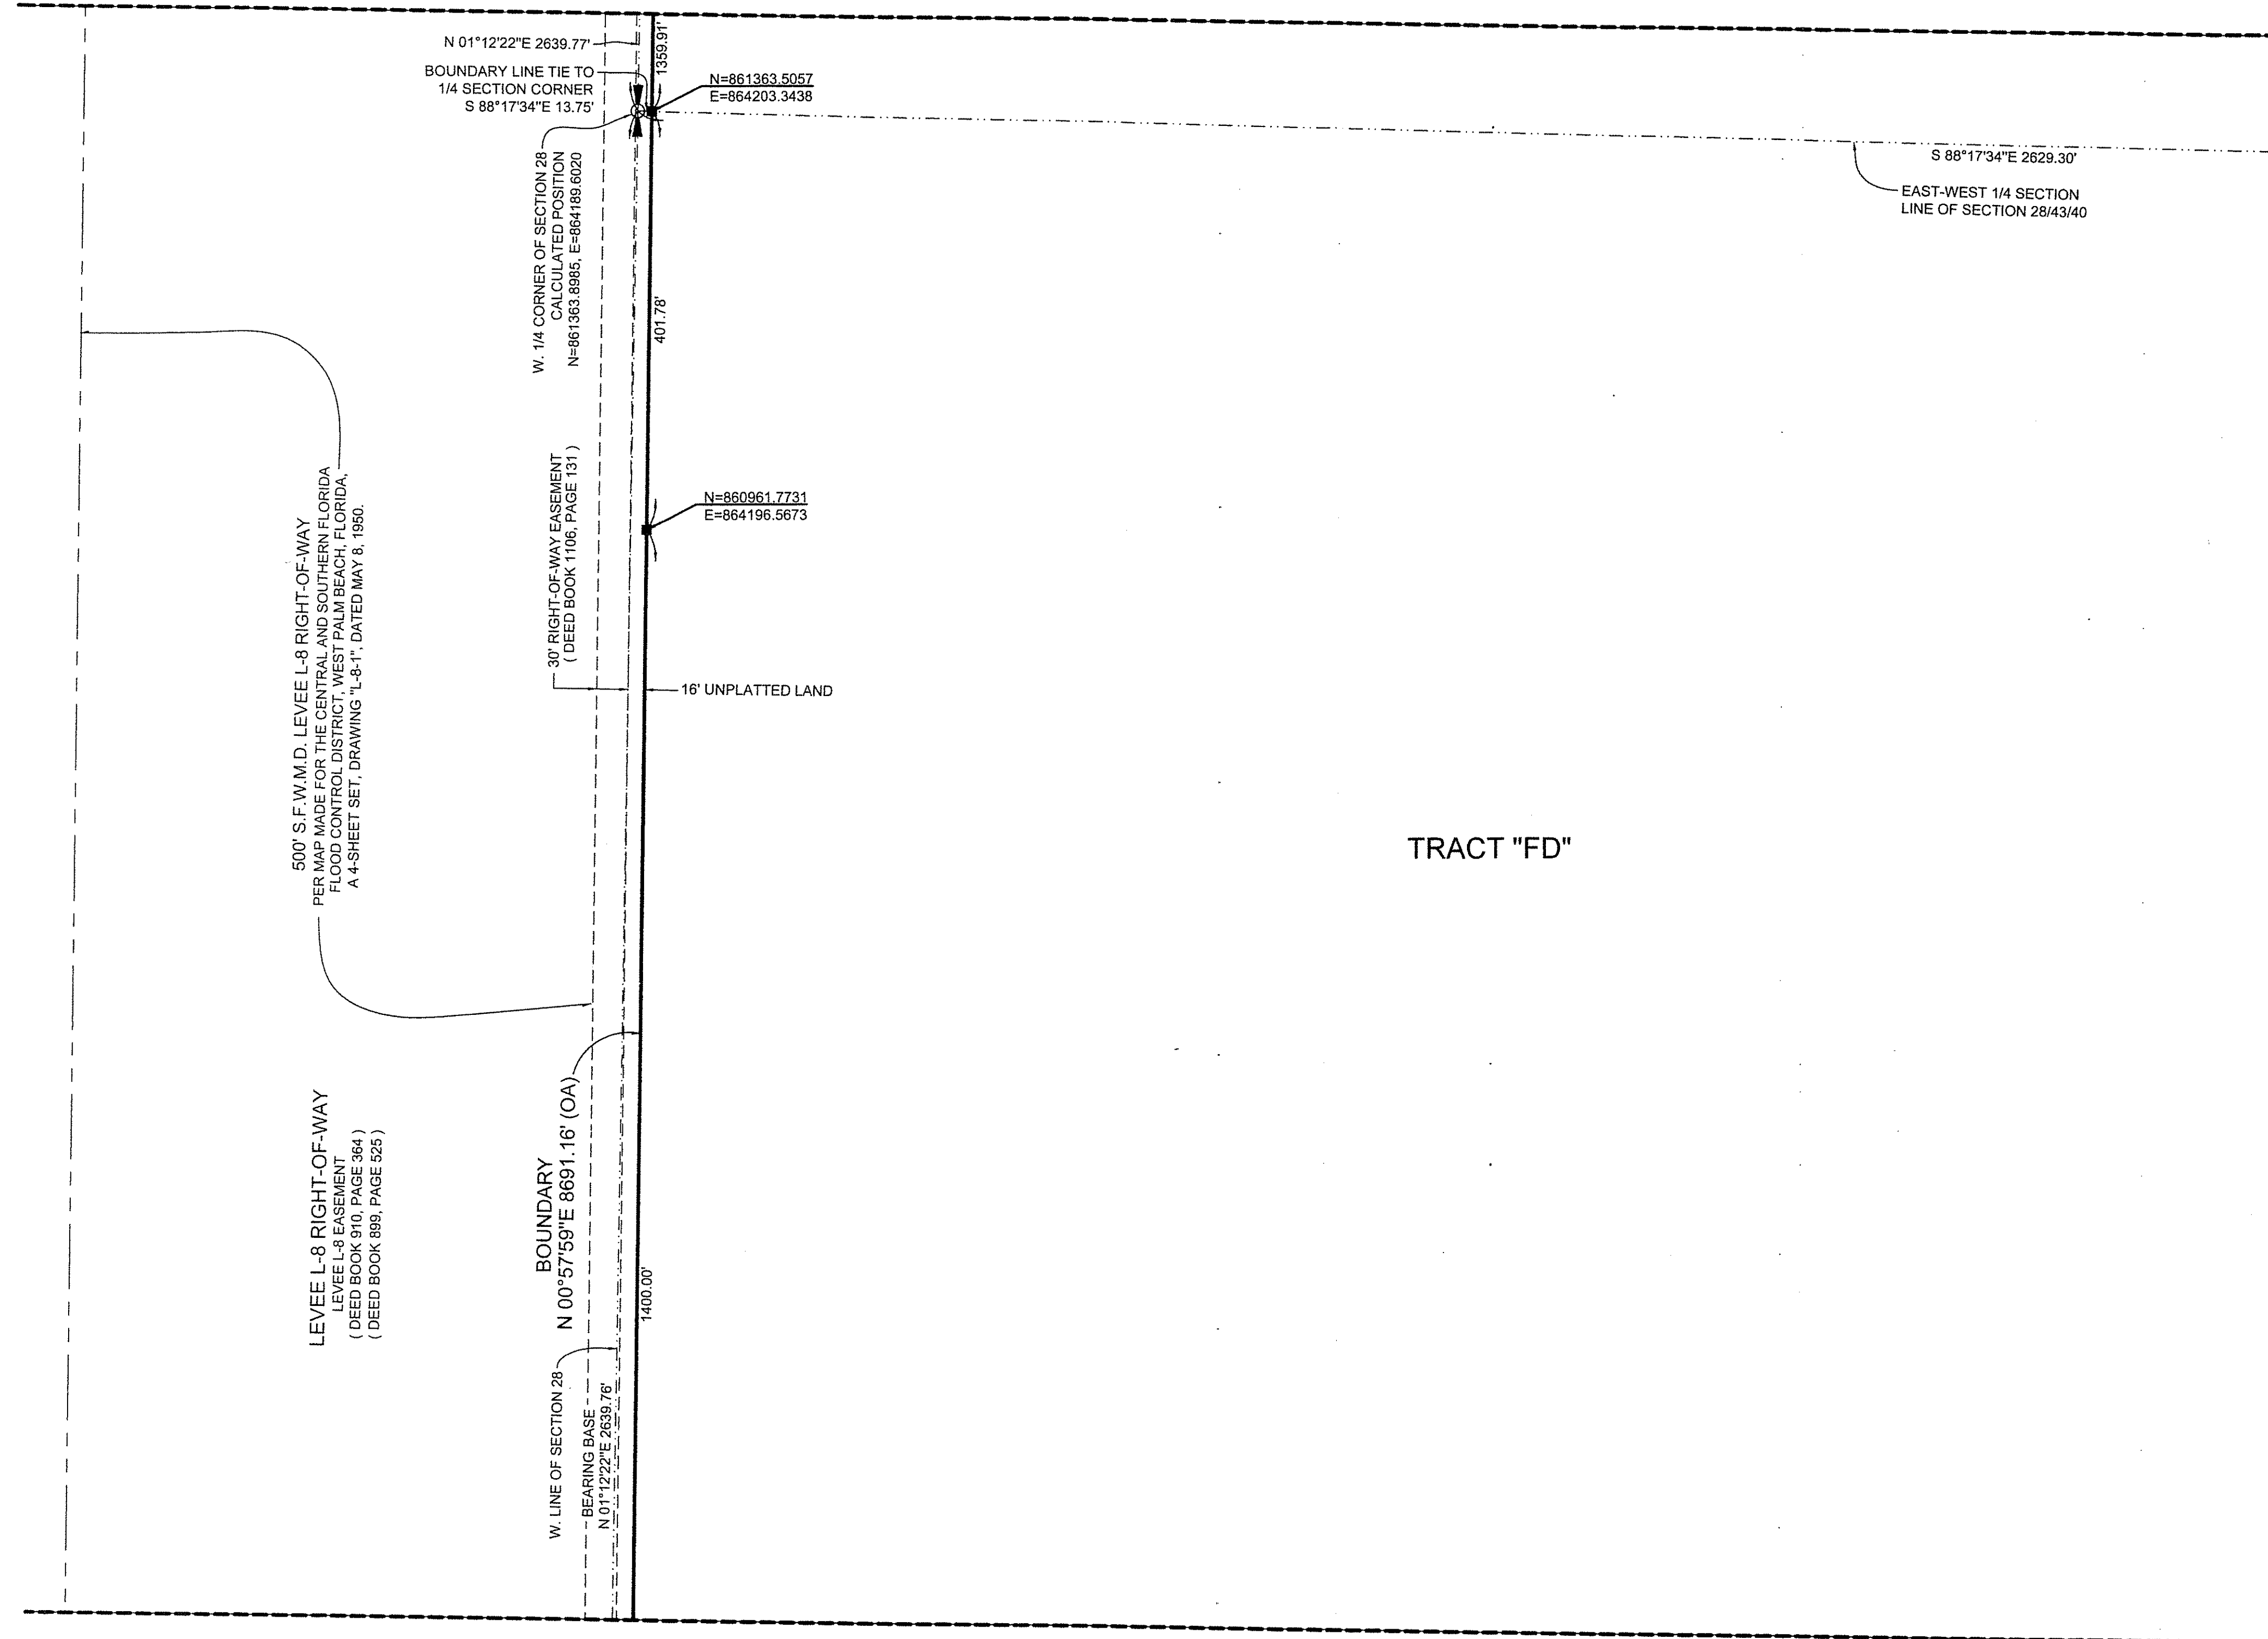 N 01°12'22"E 2639.77'
BOUNDARY LINE TIE TO
1/4 SECTION CORNER
S 88°17'34"E 13.75'
1359.91'
N=861363.5057
E=864203.3438
S 88°17'34"E 2629.30'
EAST-WEST 1/4 SECTION
LINE OF SECTION 28/43/40
W. 1/4 CORNER OF SECTION 28
CALCULATED POSITION
N=861363.8985, E=864189.6020
401.78'
30' RIGHT-OF-WAY EASEMENT
( DEED BOOK 1106, PAGE 131 )
N=860961.7731
E=864196.5673
16' UNPLATTED LAND
500' S.F.W.M.D. LEVEE L-8 RIGHT-OF-WAY
PER MAP MADE FOR THE CENTRAL AND SOUTHERN FLORIDA
FLOOD CONTROL DISTRICT, WEST PALM BEACH, FLORIDA,
A 4-SHEET SET, DRAWING "L-8-1", DATED MAY 8, 1950.
TRACT "FD"
LEVEE L-8 RIGHT-OF-WAY
LEVEE L-8 EASEMENT
( DEED BOOK 910, PAGE 364 )
( DEED BOOK 899, PAGE 525 )
BOUNDARY
N 00°57'59"E 8691.16' (OA)
1400.00'
W. LINE OF SECTION 28
BEARING BASE
N 01°12'22"E 2639.76'